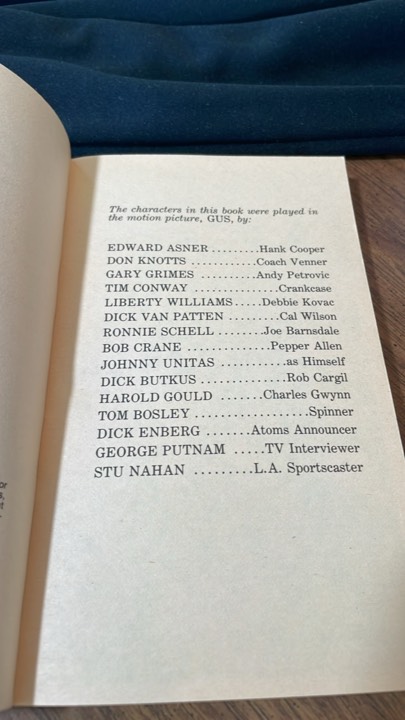 The characters in this book were played in
the motion picture, GUS, by:
EDWARD ASNER.........Hank Cooper
DON KNOTTS ............Coach Venner
GARY GRIMES ..........Andy Petrovic
TIM CONWAY ...............Crankcase
LIBERTY WILLIAMS.....Debbie Kovac
DICK VAN PATTEN .........Cal Wilson
RONNIE SCHELL ........Joe Barnsdale
BOB CRANE ..............Pepper Allen
JOHNNY UNITAS ...........as Himself
DICK BUTKUS..............Rob Cargil
HAROLD GOULD .......Charles Gwynn
TOM BOSLEY...................Spinner
DICK ENBERG .......Atoms Announcer
GEORGE PUTNAM .....TV Interviewer
STU NAHAN .........L.A. Sportscaster